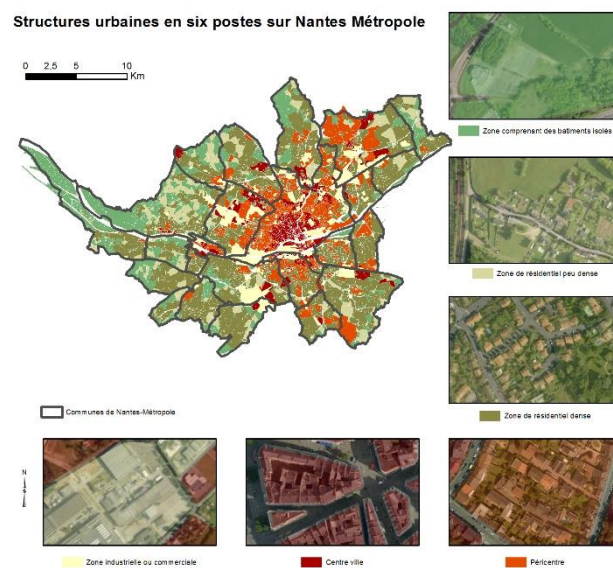 Structures urbaines en six postes sur Nantes Métropole
0 2,5 5 10
Km
Zone comprenant des batiments isolés
Zone de résidentiel peu dense
Zone de résidentiel dense
Communes de Nantes-Métropole
N
Zone industrielle ou commerciale
Centre ville
Péricentre